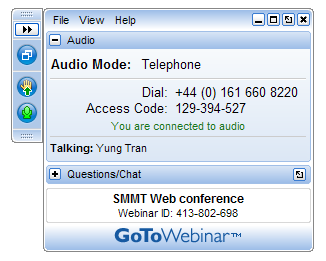 File View Help
Audio
Audio Mode: Telephone
Dial: +44 (0) 161 660 8220
Access Code: 129-394-527
You are connected to audio
Talking: Yung Tran
Questions/Chat
SMMT Web conference
Webinar ID: 413-802-698
GoToWebinar™